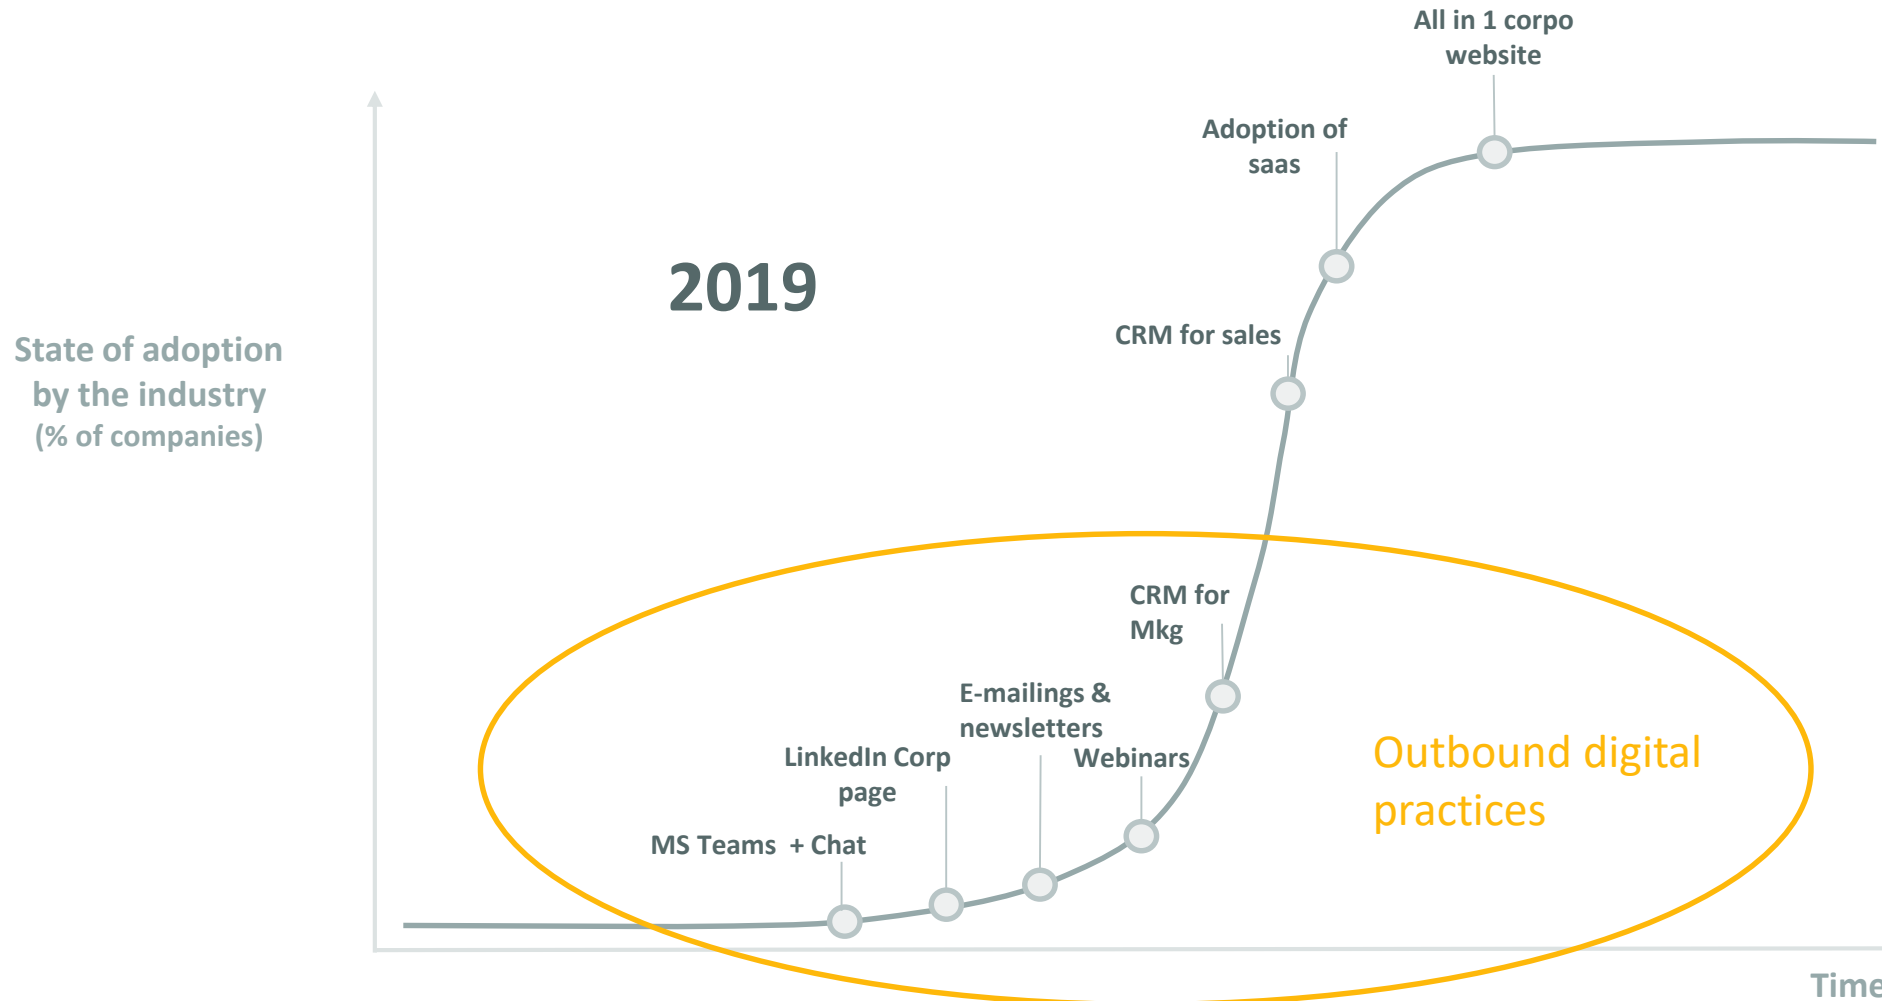 All in 1 corpo
website
Adoption of
saas
2019
CRM for sales
State of adoption
by the industry
(% of companies)
CRM for
Mkg
E-mailings &
newsletters
LinkedIn Corp
page
Webinars
Outbound digital
practices
MS Teams + Chat
Time